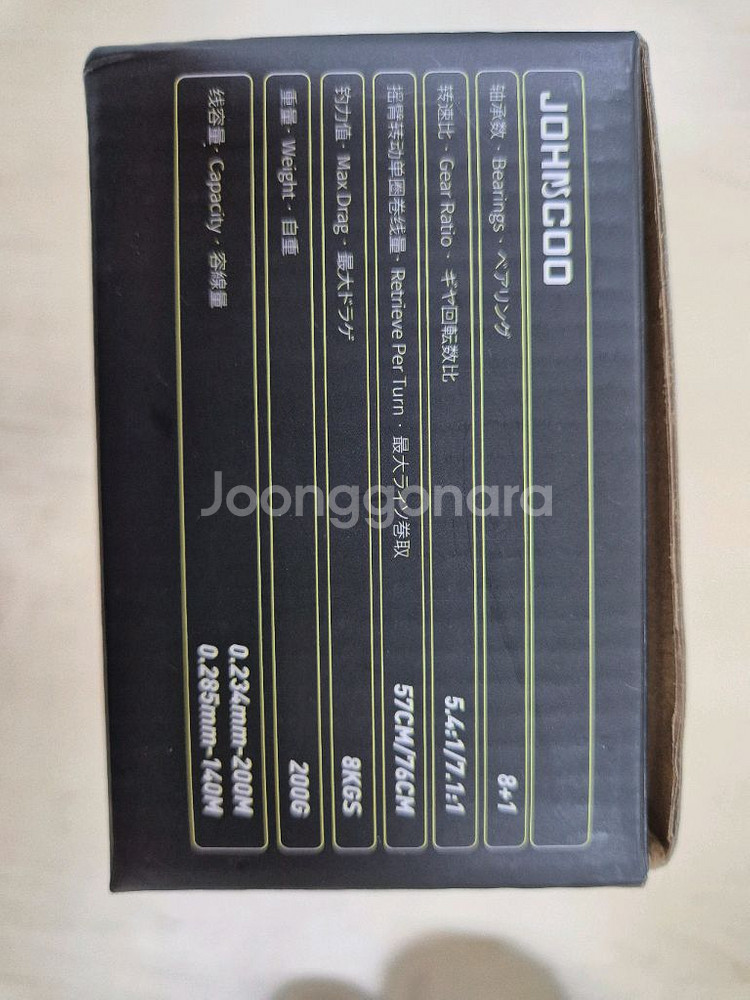 JOHNCOO
轴承数 · Bearings · ベアリング 8+1
转速比 · Gear Ratio · ギヤ回転数比 5.4:1/7.1:1
摇臂转动单圈卷线量 · Retrieve Per Turn · 最大ライン巻取 57CM/76CM
钓力值 · Max Drag · 最大ドラゲ 8KGS
重量 · Weight · 自重 200G
线容量 · Capacity · 容線量 0.234mm-200M
0.285mm-140M
Joonggonara